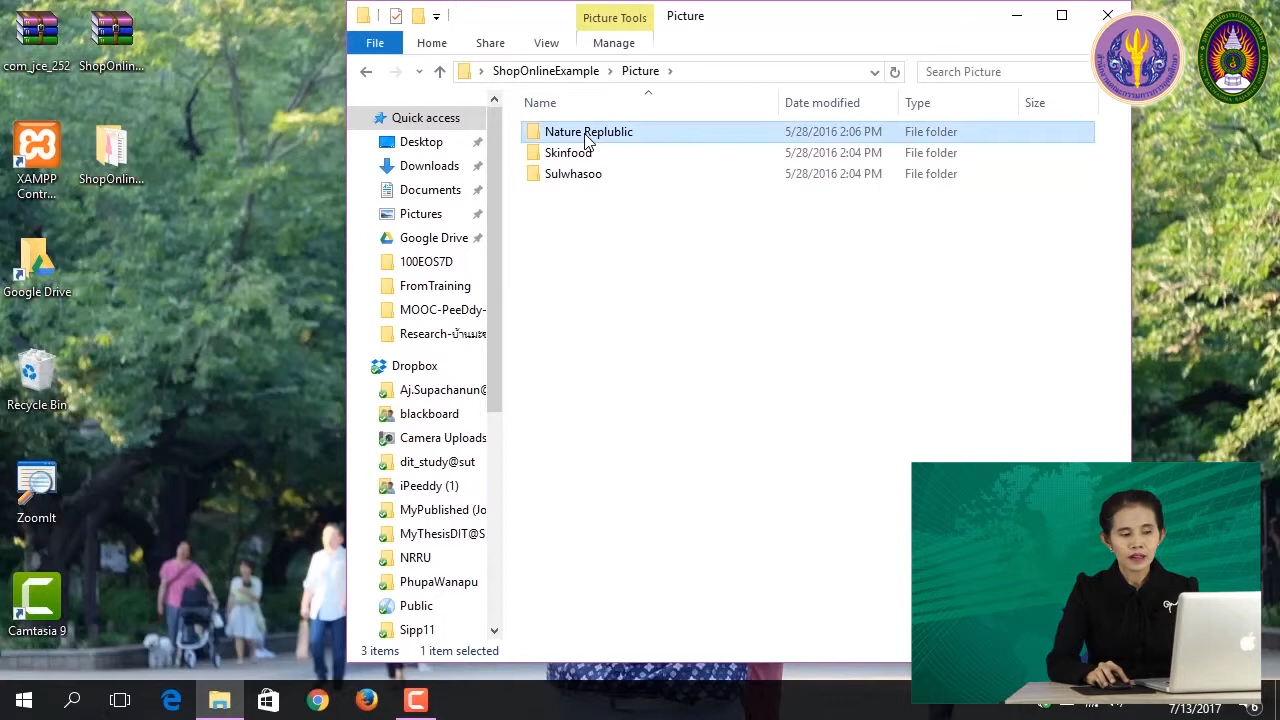 com_jce_252
ShopOnlin...
XAMPP
Contr...
ShopOnlin...
Google Drive
Recycle Bin
ZoomIt
Camtasia 9
Picture Tools
Picture
File
Home
Share
View
Manage
ShopOnlineExample
Picture
Search Picture
Name
Date modified
Type
Size
Nature Replublic
5/28/2016 2:06 PM
File folder
Skinfood
5/28/2016 2:04 PM
File folder
Sulwhasoo
5/28/2016 2:04 PM
File folder
Quick access
Desktop
Downloads
Documents
Pictures
Google Drive
100EOS7D
FromTraining
MOOC-PeeDdy-
Dropbox
Aj.Supachanun@
blackboard
Camera Uploads
dit_study@sut
iPeeddy (1)
MyPublished (Jo
MyThesisDIT@S
NRRU
PhupaWanapu
Public
Sipp11
3 items
1 item selected
7/13/2017
6